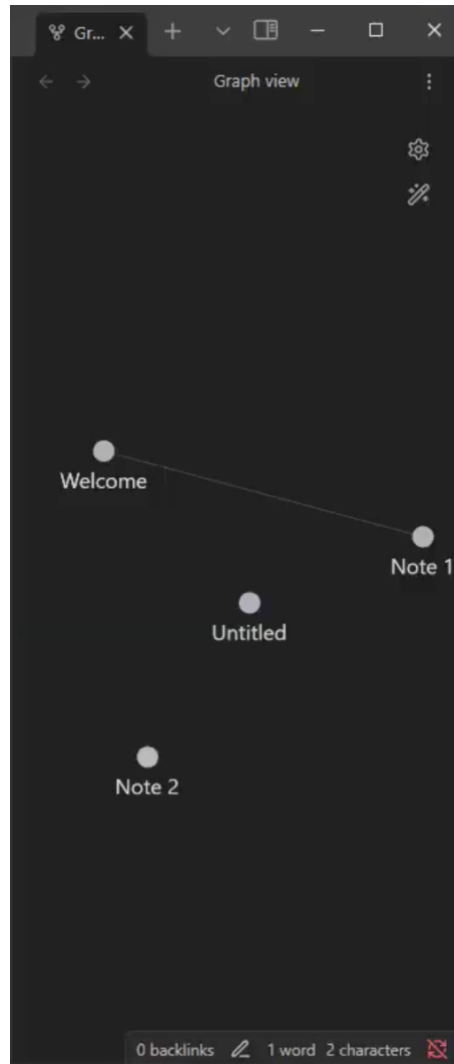 Gr...
Graph view
Welcome
Note 1
Untitled
Note 2
0 backlinks 1 word 2 characters